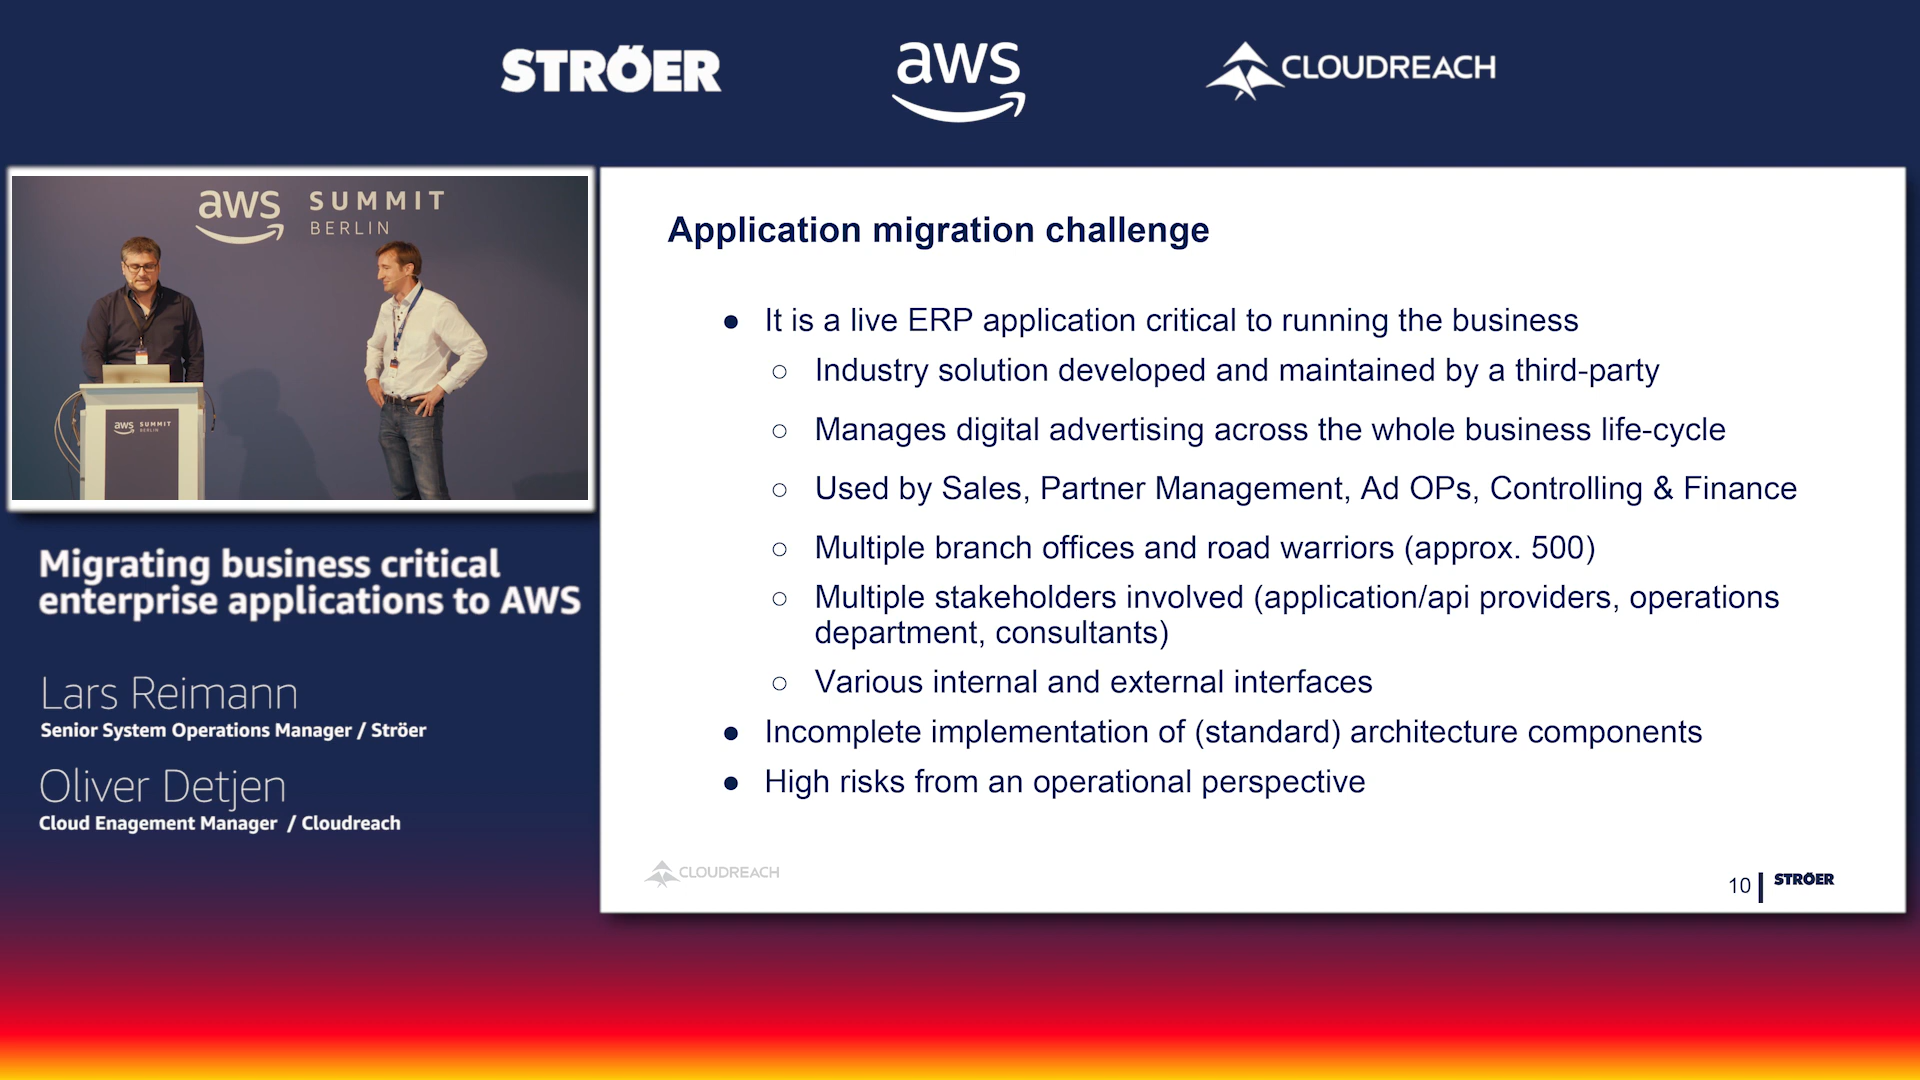 STRÖER
aws
CLOUDREACH
aws SUMMIT
BERLIN
aws SUMMIT
BERLIN
Migrating business critical
enterprise applications to AWS
Lars Reimann
Senior System Operations Manager / Ströer
Oliver Detjen
Cloud Enagement Manager / Cloudreach
Application migration challenge
● It is a live ERP application critical to running the business
○ Industry solution developed and maintained by a third-party
○ Manages digital advertising across the whole business life-cycle
○ Used by Sales, Partner Management, Ad OPs, Controlling & Finance
○ Multiple branch offices and road warriors (approx. 500)
○ Multiple stakeholders involved (application/api providers, operations
department, consultants)
○ Various internal and external interfaces
● Incomplete implementation of (standard) architecture components
● High risks from an operational perspective
CLOUDREACH
10 | STRÖER